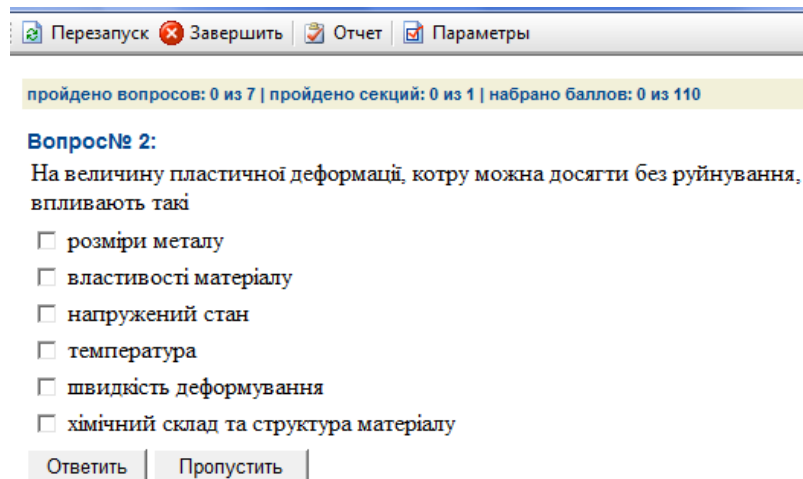 Перезапуск Завершить Отчет Параметры
пройдено вопросов: 0 из 7 | пройдено секций: 0 из 1 | набрано баллов: 0 из 110
Вопрос№ 2:
На величину пластичної деформації, котру можна досягти без руйнування,
впливають такі
розміри металу
властивості матеріалу
напружений стан
температура
швидкість деформування
хімічний склад та структура матеріалу
Ответить Пропустить